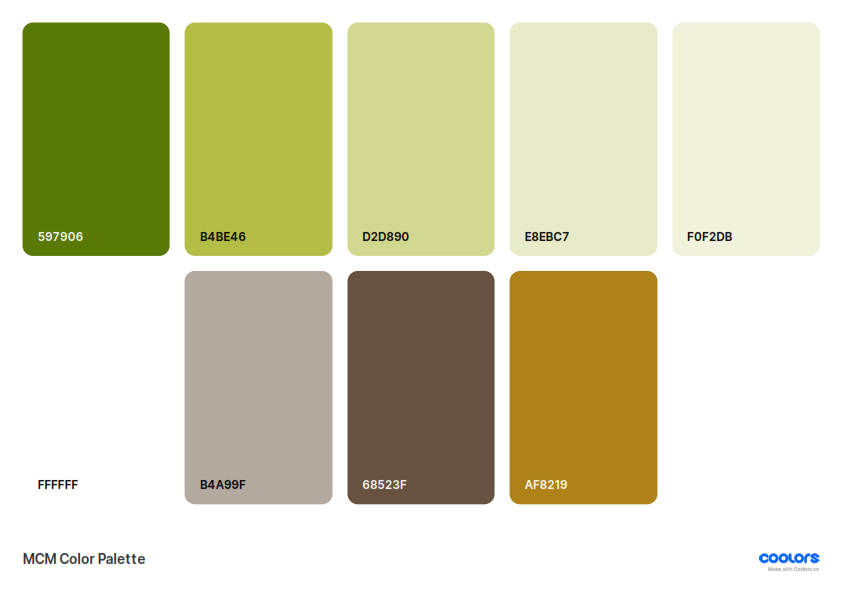 597906
B4BE46
D2D890
E8EBC7
F0F2DB
FFFFFF
B4A99F
68523F
AF8219
MCM Color Palette
coolors
Made with Coolors.co